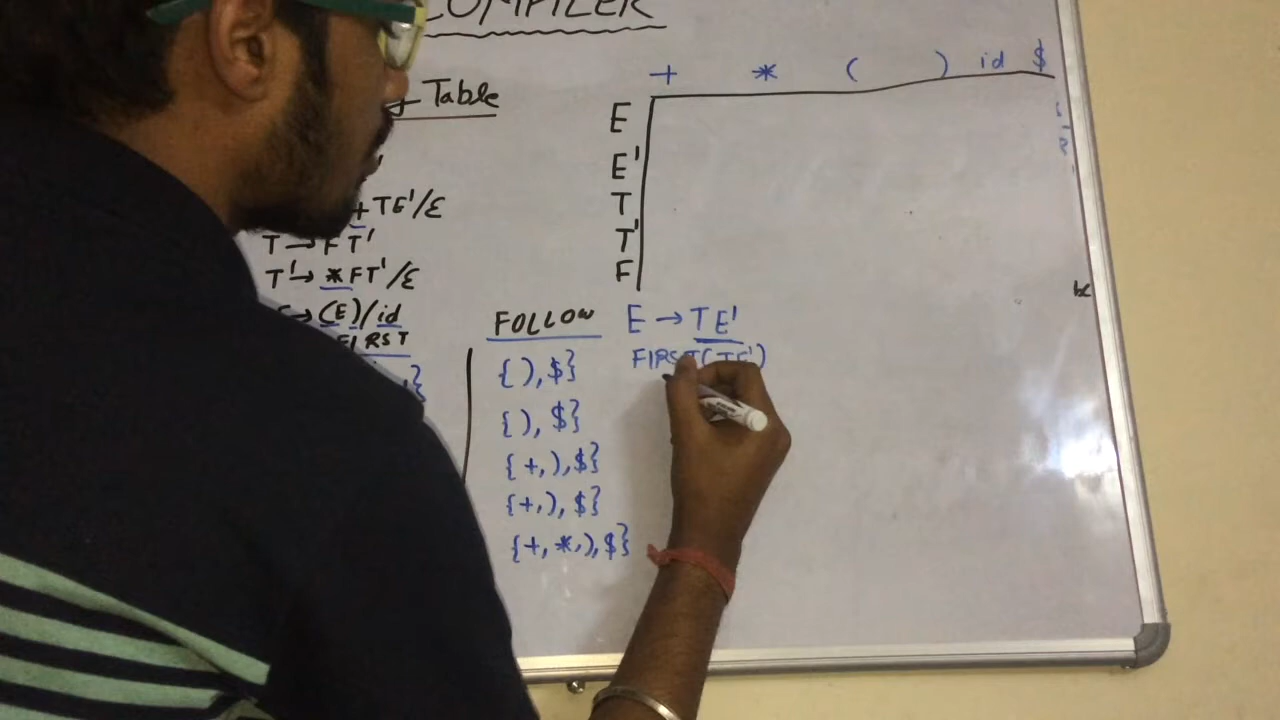 COMPILER
Table
+TE'/ε
T→FT'
T'→*FT'/ε
→(E)/id
FIRST
}
FOLLOW
{),$}
{),$}
{+,),$}
{+,),$}
{+,*,),$}
+ * ( ) id $
E
E'
T
T'
F
E→TE'
FIRST(TE')